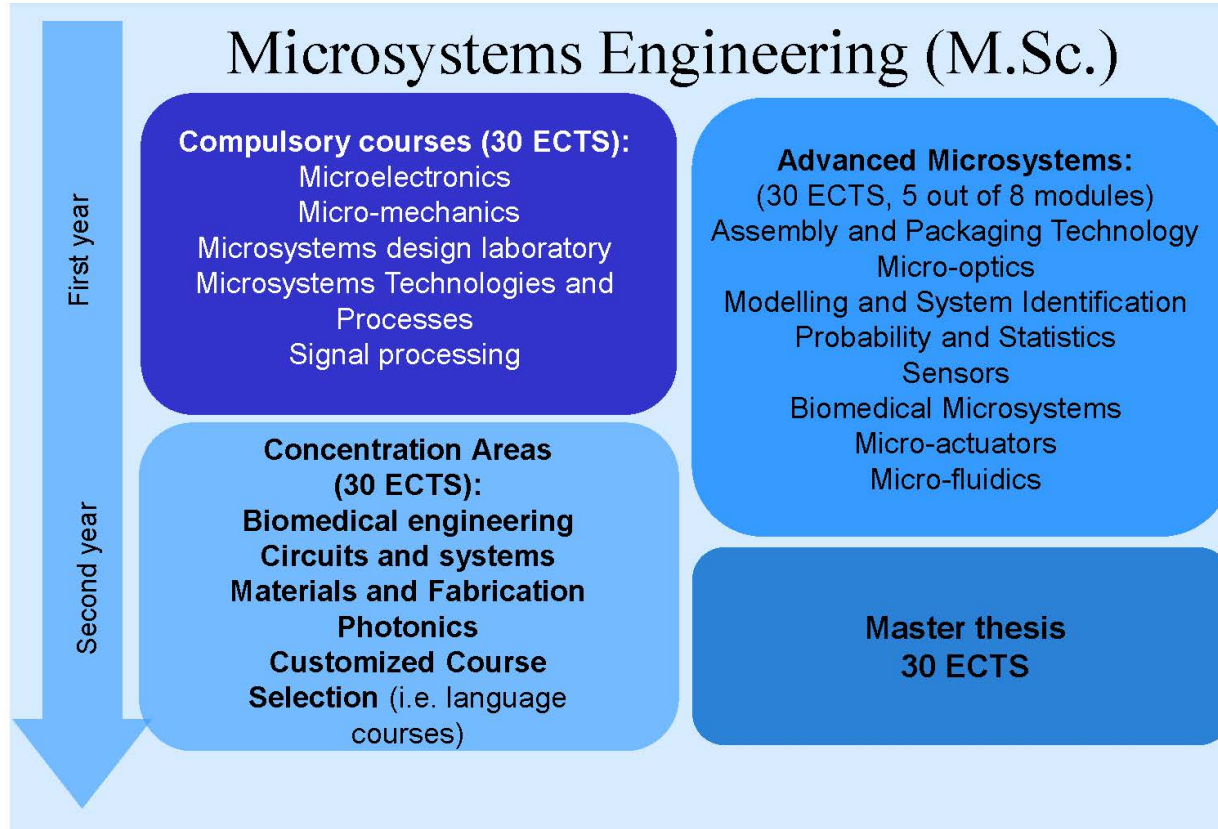 Microsystems Engineering (M.Sc.)
First year
Second year
Compulsory courses (30 ECTS):
Microelectronics
Micro-mechanics
Microsystems design laboratory
Microsystems Technologies and
Processes
Signal processing
Advanced Microsystems:
(30 ECTS, 5 out of 8 modules)
Assembly and Packaging Technology
Micro-optics
Modelling and System Identification
Probability and Statistics
Sensors
Biomedical Microsystems
Micro-actuators
Micro-fluidics
Concentration Areas
(30 ECTS):
Biomedical engineering
Circuits and systems
Materials and Fabrication
Photonics
Customized Course
Selection (i.e. language
courses)
Master thesis
30 ECTS